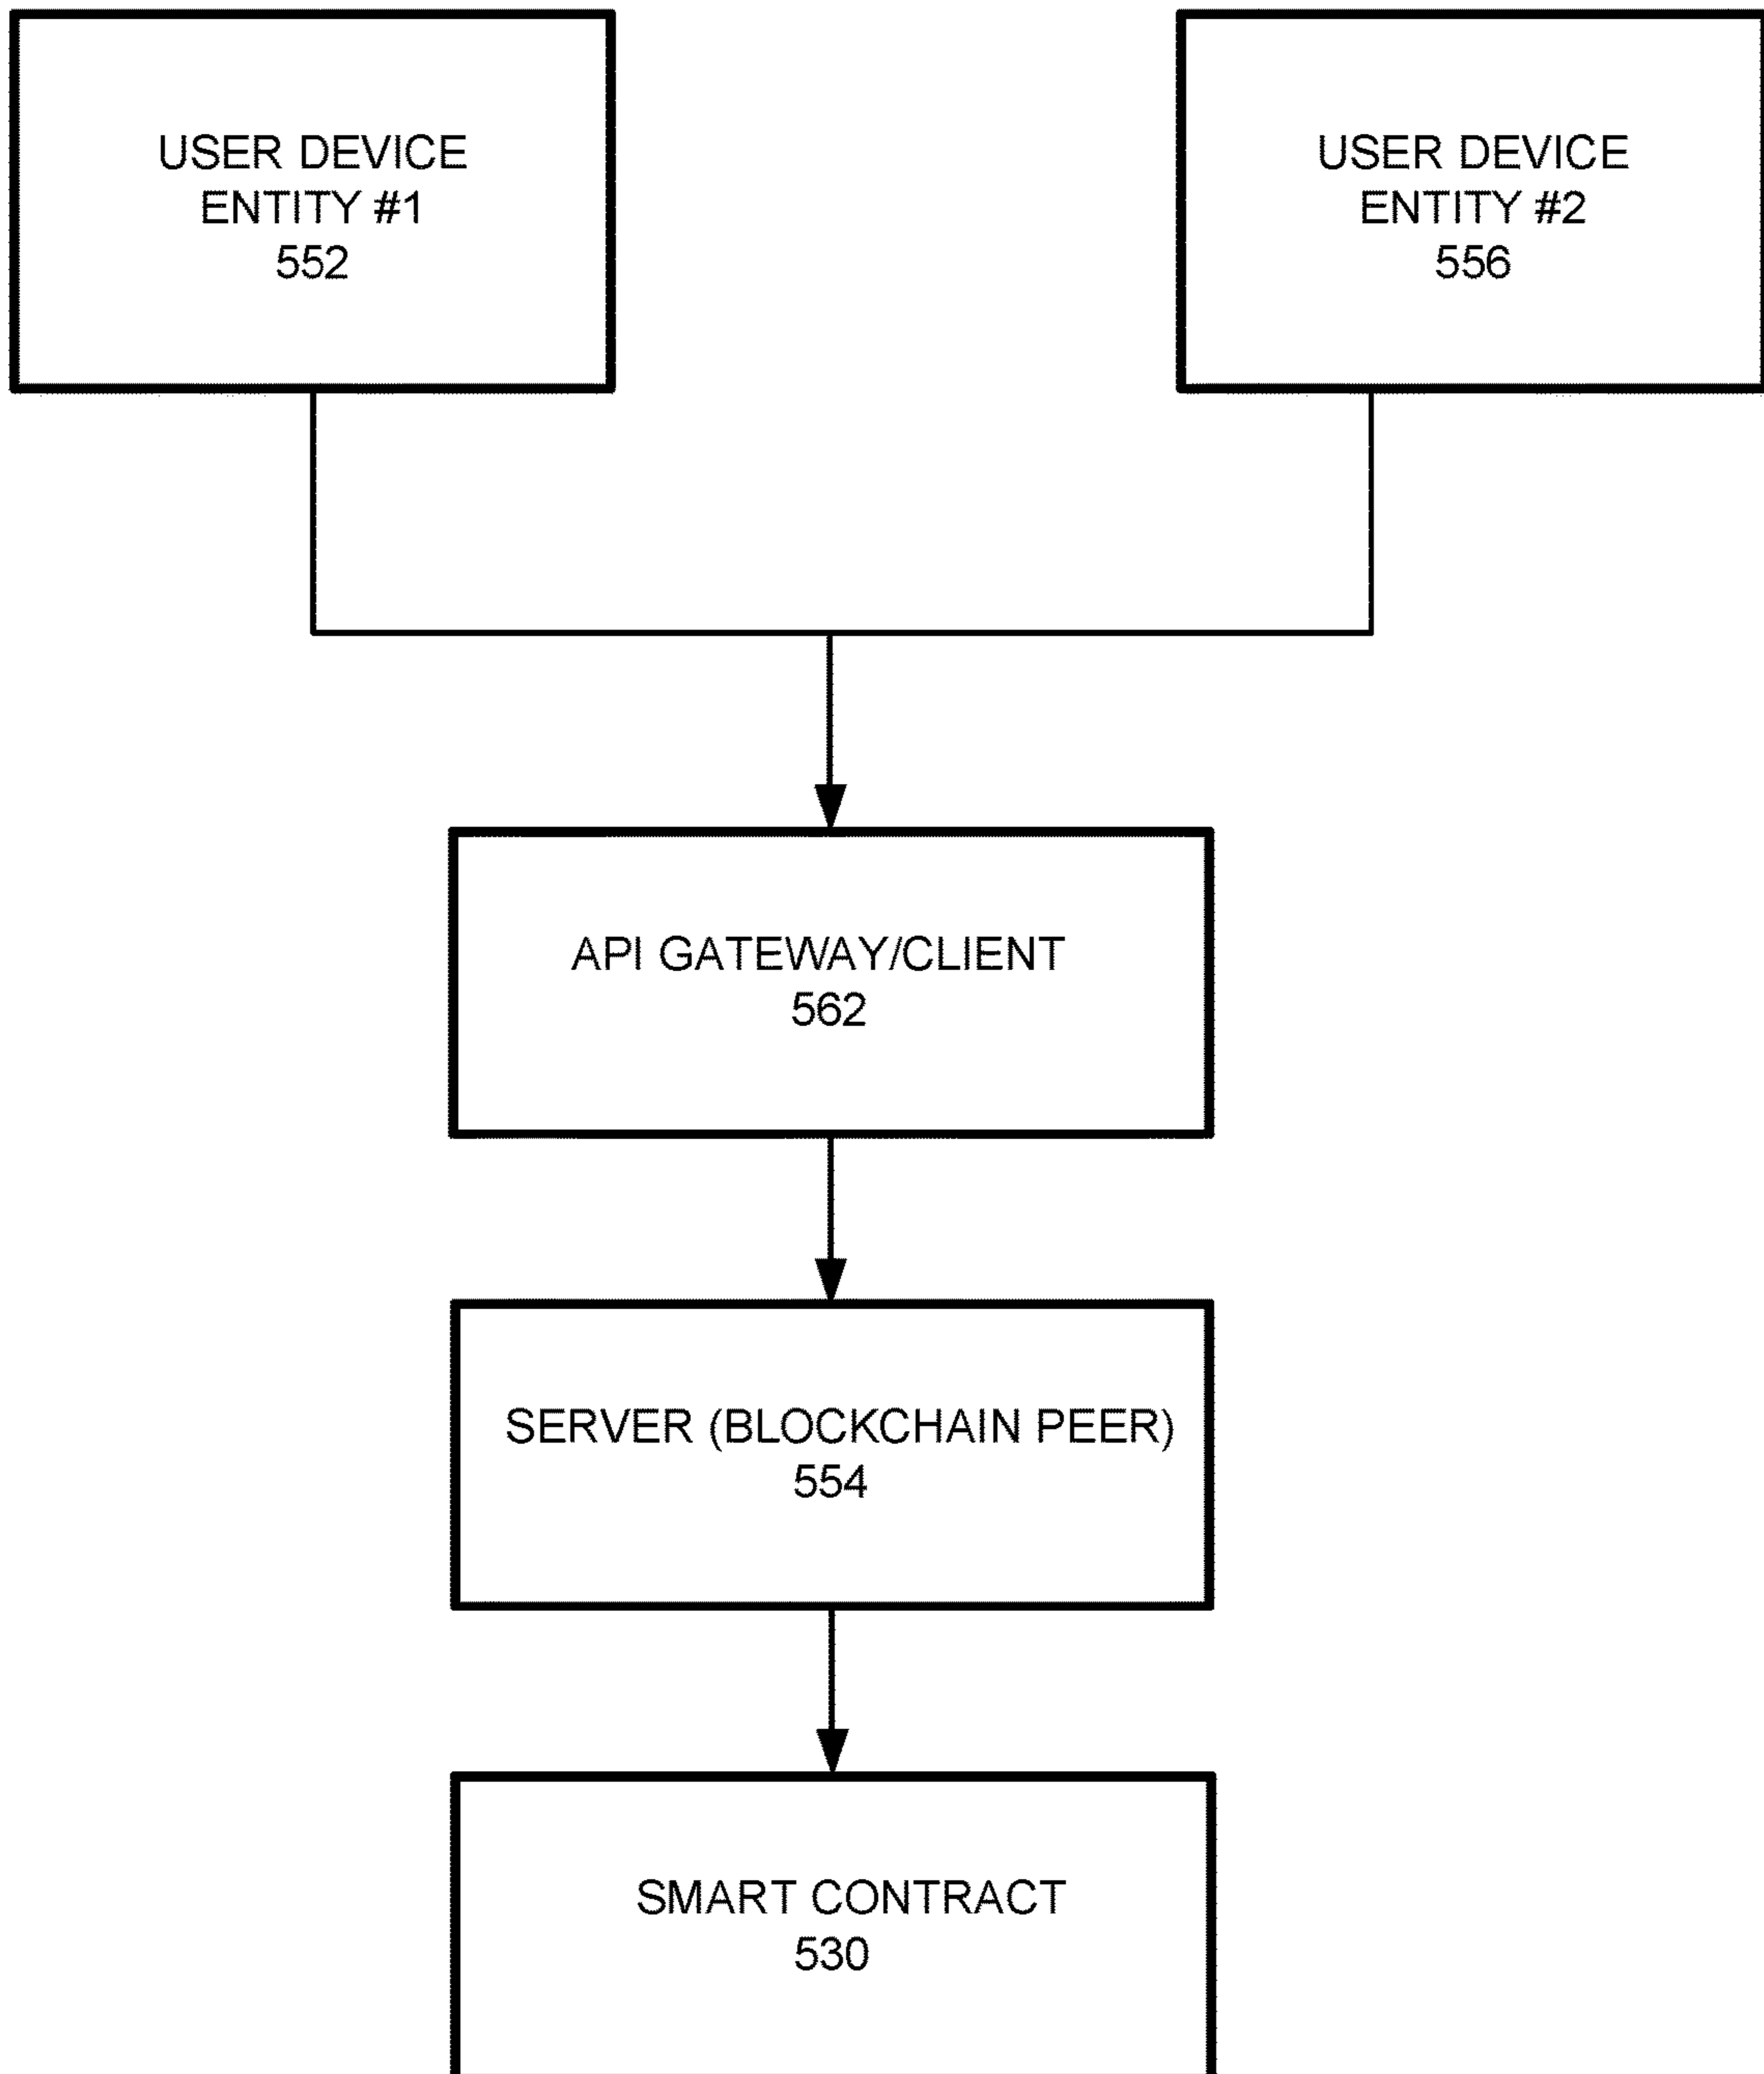 USER DEVICE
ENTITY #1
552
USER DEVICE
ENTITY #2
556
API GATEWAY/CLIENT
562
SERVER (BLOCKCHAIN PEER)
554
SMART CONTRACT
530